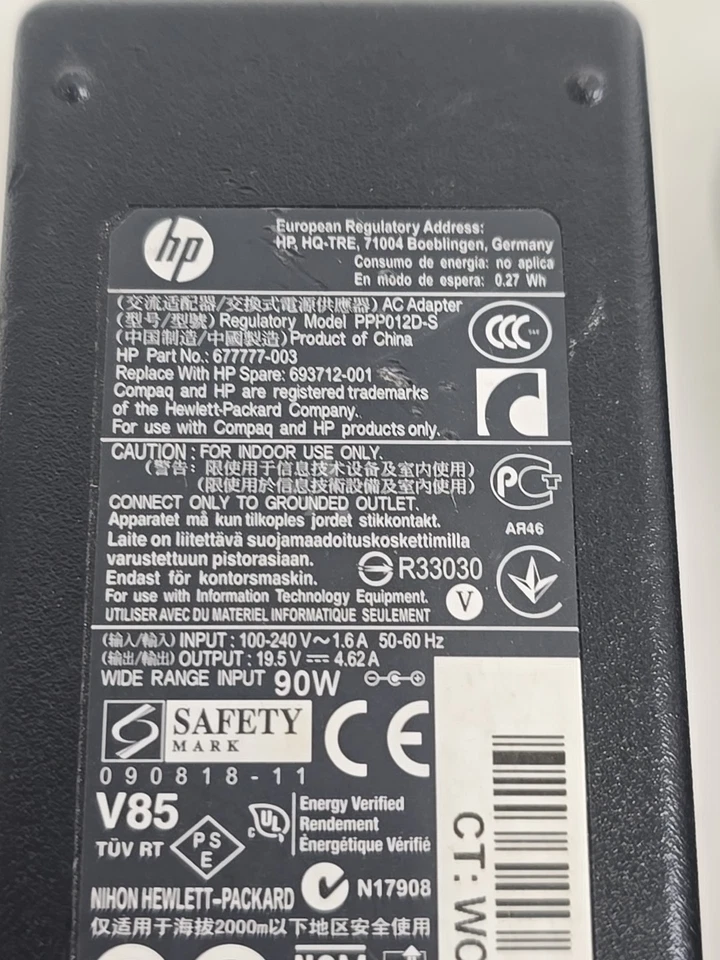 hp
European Regulatory Address:
HP, HQ-TRE, 71004 Boeblingen, Germany
Consumo de energia: no aplica
En modo de espera: 0.27 Wh
(交流适配器/交換式電源供應器) AC Adapter
(型号/型號) Regulatory Model PPP012D-S
(中国制造/中國製造) Product of China
HP Part No.: 677777-003
Replace With HP Spare: 693712-001
Compaq and HP are registered trademarks
of the Hewlett-Packard Company.
For use with Compaq and HP products only.
CCC
CAUTION : FOR INDOOR USE ONLY.
(警告: 限使用于信息技术设备及室内使用)
(限使用於信息技術設備及室內使用)
CONNECT ONLY TO GROUNDED OUTLET.
Apparatet må kun tilkoples jordet stikkontakt.
Laite on liitettävä suojamaadoituskoskettimilla
varustettuun pistorasiaan.
Endast för kontorsmaskin.
For use with Information Technology Equipment.
UTILISER AVEC DU MATERIEL INFORMATIQUE SEULEMENT
PCT
AЯ46
R33030
V
(输入/輸入) INPUT : 100-240 V～1.6 A 50-60 Hz
(输出/輸出) OUTPUT : 19.5 V ⎓ 4.62 A
WIDE RANGE INPUT 90W
S SAFETY
MARK
CE
090818-11
V85
TÜV RT
PS
E
c UL
Energy Verified
Rendement
Énergétique Vérifié
NIHON HEWLETT-PACKARD
N17908
仅适用于海拔2000m以下地区安全使用
NOM
CT: WC